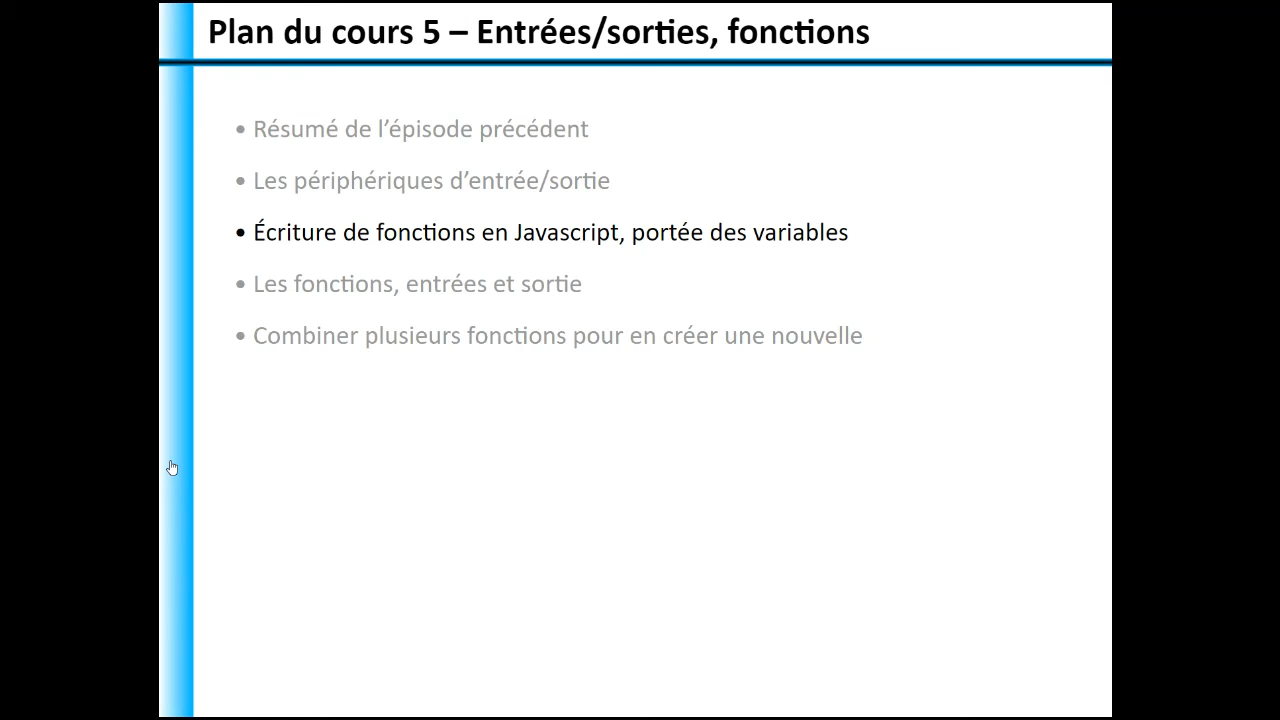 Plan du cours 5 – Entrées/sorties, fonctions
• Résumé de l’épisode précédent
• Les périphériques d’entrée/sortie
• Écriture de fonctions en Javascript, portée des variables
• Les fonctions, entrées et sortie
• Combiner plusieurs fonctions pour en créer une nouvelle